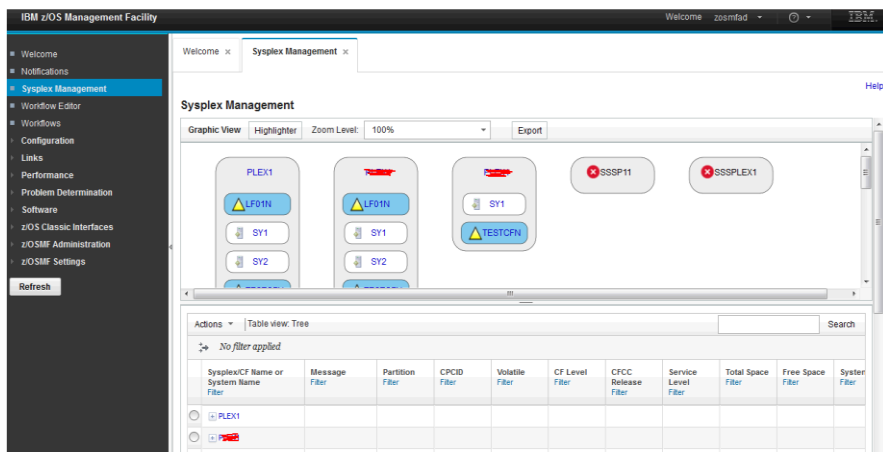 IBM z/OS Management Facility
Welcome zosmfad
IBM.
Welcome
Notifications
Sysplex Management
Workflow Editor
Workflows
Configuration
Links
Performance
Problem Determination
Software
z/OS Classic Interfaces
z/OSMF Administration
z/OSMF Settings
Refresh
Welcome ×
Sysplex Management ×
Help
Sysplex Management
Graphic View Highlighter Zoom Level: 100% Export
PLEX1
LF01N
SY1
SY2
LF01N
SY1
SY2
SY1
TESTCFN
SSSP11
SSSPLEX1
Actions Table view: Tree Search
No filter applied
Sysplex/CF Name or System Name Filter
Message Filter
Partition Filter
CPCID Filter
Volatile Filter
CF Level Filter
CFCC Release Filter
Service Level Filter
Total Space Filter
Free Space Filter
System Filter
PLEX1